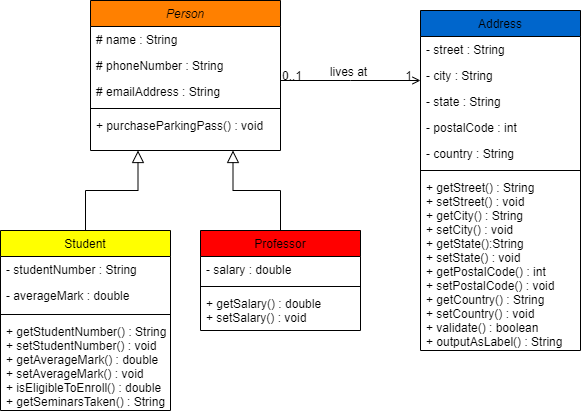 Person
# name : String
# phoneNumber : String
# emailAddress : String
+ purchaseParkingPass() : void
0..1
lives at
1
Address
- street : String
- city : String
- state : String
- postalCode : int
- country : String
+ getStreet() : String
+ setStreet() : void
+ getCity() : String
+ setCity() : void
+ getState():String
+ setState() : void
+ getPostalCode() : int
+ setPostalCode() : void
+ getCountry() : String
+ setCountry() : void
+ validate() : boolean
+ outputAsLabel() : String
Student
- studentNumber : String
- averageMark : double
+ getStudentNumber() : String
+ setStudentNumber() : void
+ getAverageMark() : double
+ setAverageMark() : void
+ isEligibleToEnroll() : double
+ getSeminarsTaken() : String
Professor
- salary : double
+ getSalary() : double
+ setSalary() : void